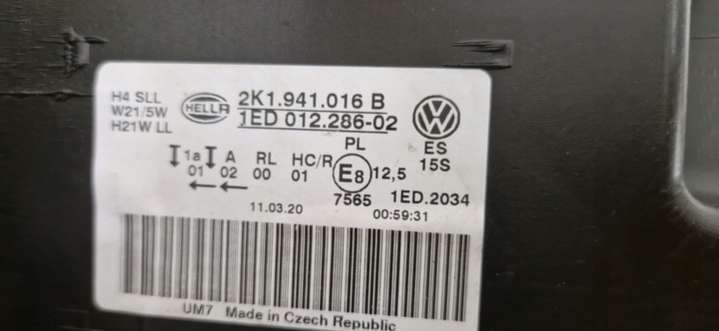 H4 SLL
W21/5W
H21W LL
HELLA
2K1.941.016 B
1ED 012.286-02
PL
ES
15S
1a A RL HC/R E8 12,5
01 02 00 01
7565 1ED.2034
11.03.20 00:59:31
UM7 Made in Czech Republic